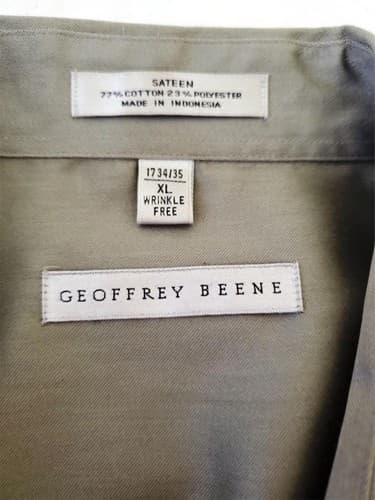 SATEEN
77% COTTON 23% POLYESTER
MADE IN INDONESIA
17 34/35
XL
WRINKLE
FREE
GEOFFREY BEENE